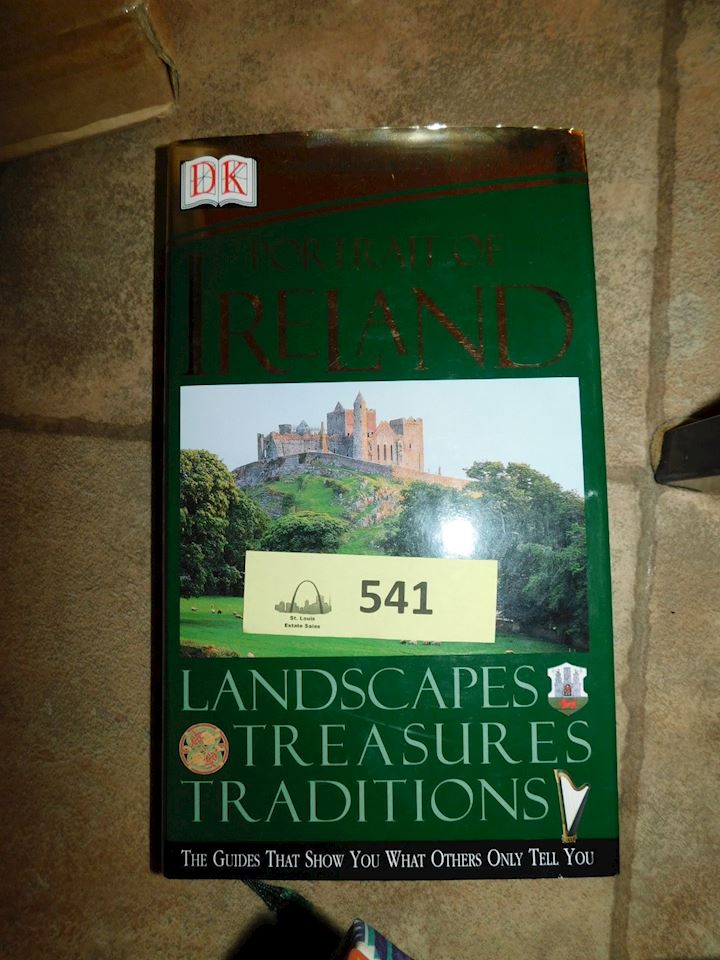 DK
PORTRAIT OF
IRELAND
St. Louis
Estate Sales
541
LANDSCAPES
TREASURES
TRADITIONS
THE GUIDES THAT SHOW YOU WHAT OTHERS ONLY TELL YOU